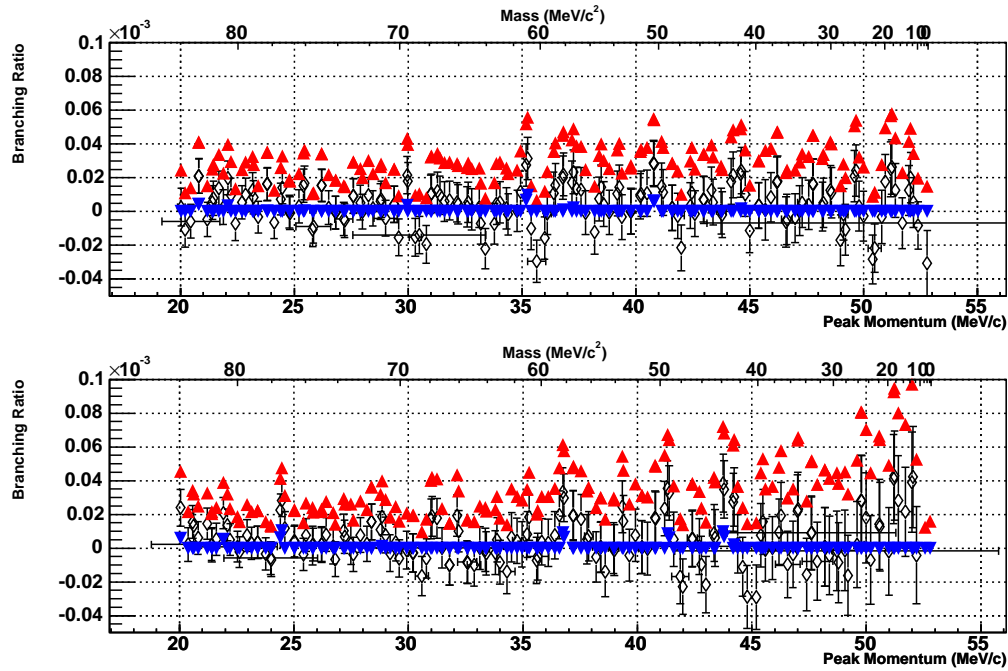 Mass (MeV/c2)
×10-3
80 70 60 50 40 30 20 10 0
Branching Ratio
0.1
0.08
0.06
0.04
0.02
0
-0.02
-0.04
20 25 30 35 40 45 50 55
Peak Momentum (MeV/c)
Mass (MeV/c2)
×10-3
80 70 60 50 40 30 20 10 0
Branching Ratio
0.1
0.08
0.06
0.04
0.02
0
-0.02
-0.04
20 25 30 35 40 45 50 55
Peak Momentum (MeV/c)